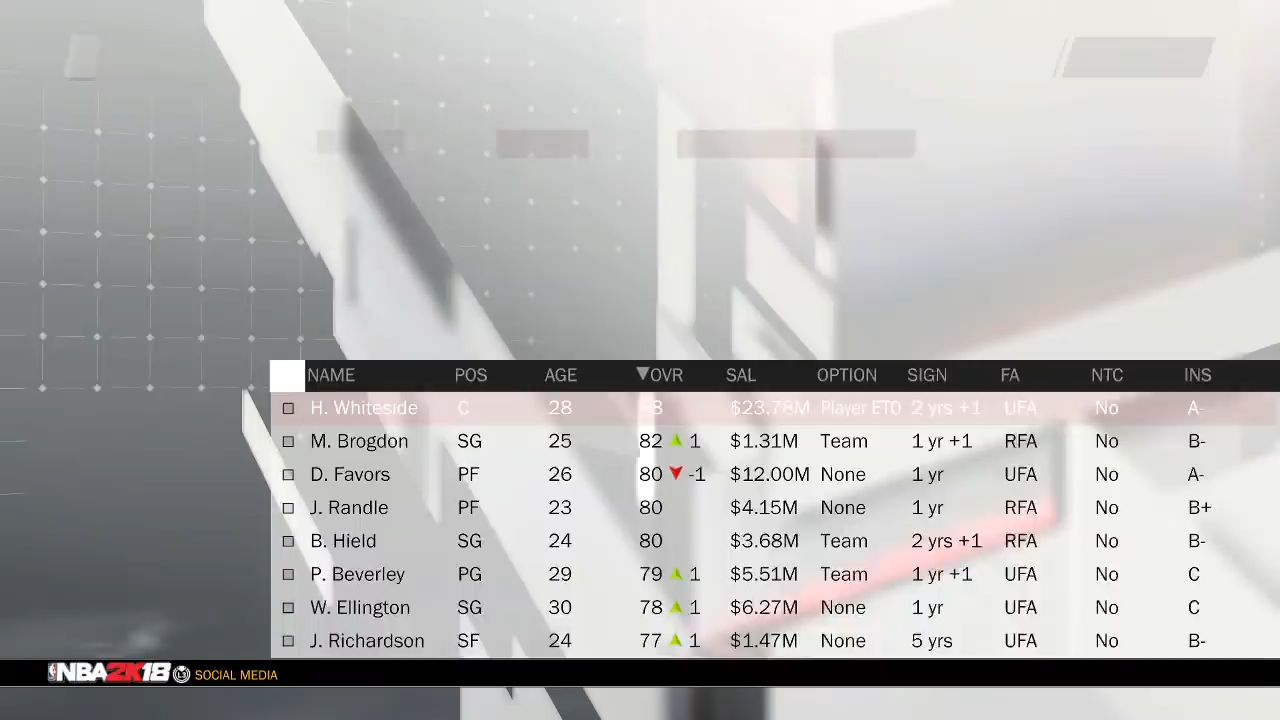 NAME POS AGE ▼OVR SAL OPTION SIGN FA NTC INS
H. Whiteside C 28 8 $23.78M Player ETO 2 yrs +1 UFA No A-
M. Brogdon SG 25 82 1 $1.31M Team 1 yr +1 RFA No B-
D. Favors PF 26 80 -1 $12.00M None 1 yr UFA No A-
J. Randle PF 23 80 $4.15M None 1 yr RFA No B+
B. Hield SG 24 80 $3.68M Team 2 yrs +1 RFA No B-
P. Beverley PG 29 79 1 $5.51M Team 1 yr +1 UFA No C
W. Ellington SG 30 78 1 $6.27M None 1 yr UFA No C
J. Richardson SF 24 77 1 $1.47M None 5 yrs UFA No B-
NBA2K18 SOCIAL MEDIA